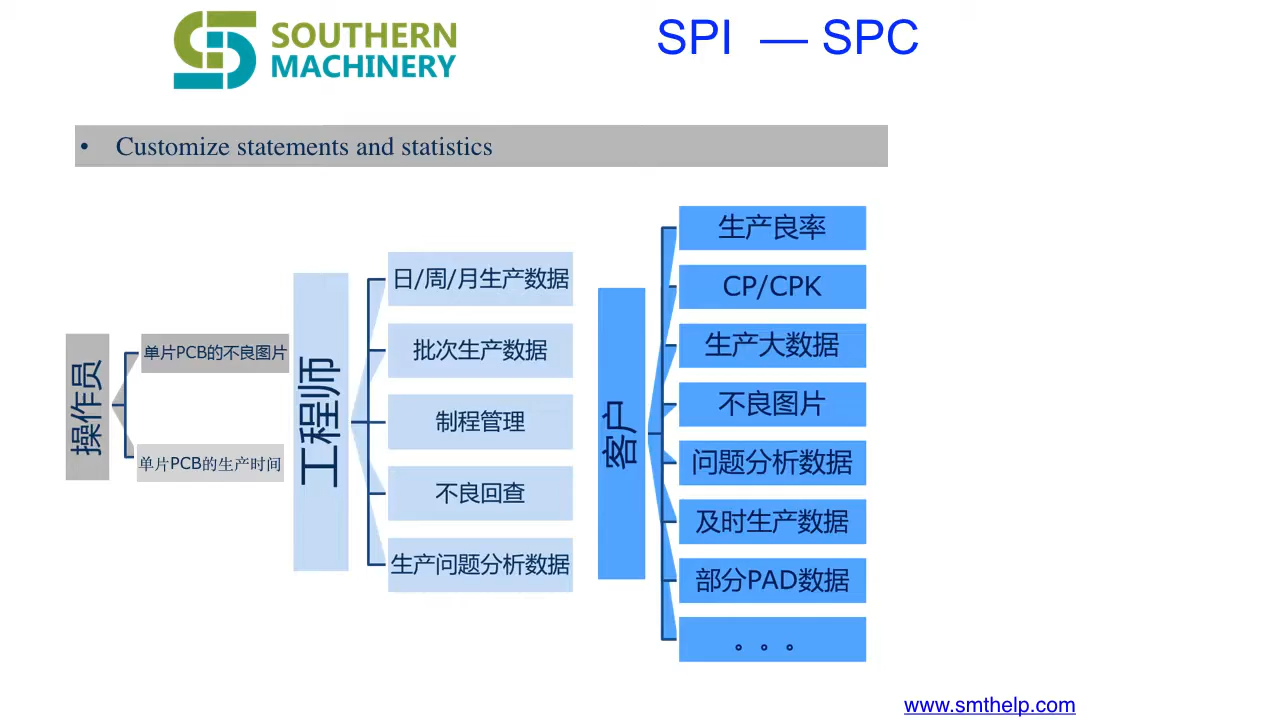 SOUTHERN
MACHINERY
SPI — SPC
• Customize statements and statistics
操作员
单片PCB的不良图片
单片PCB的生产时间
工程师
日/周/月生产数据
批次生产数据
制程管理
不良回查
生产问题分析数据
客户
生产良率
CP/CPK
生产大数据
不良图片
问题分析数据
及时生产数据
部分PAD数据
。。。
www.smthelp.com